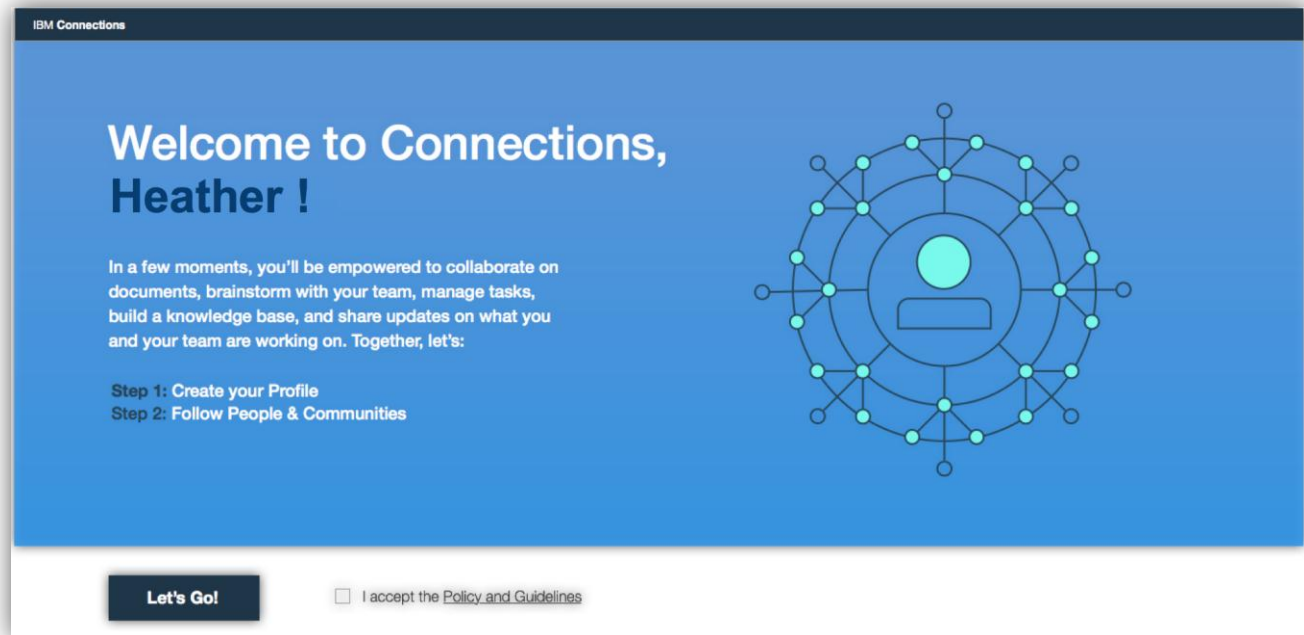 IBM Connections
Welcome to Connections,
Heather !
In a few moments, you'll be empowered to collaborate on
documents, brainstorm with your team, manage tasks,
build a knowledge base, and share updates on what you
and your team are working on. Together, let's:
Step 1: Create your Profile
Step 2: Follow People & Communities
Let's Go!
I accept the Policy and Guidelines